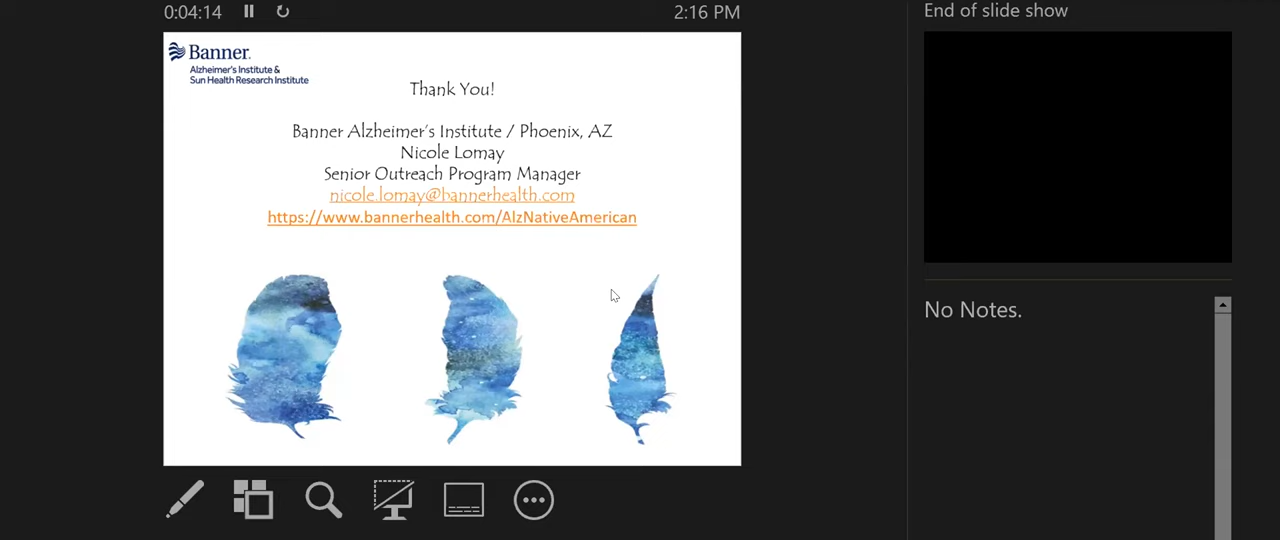 0:04:14
2:16 PM
End of slide show
Banner.
Alzheimer's Institute &
Sun Health Research Institute
Thank You!
Banner Alzheimer's Institute / Phoenix, AZ
Nicole Lomay
Senior Outreach Program Manager
nicole.lomay@bannerhealth.com
https://www.bannerhealth.com/AlzNativeAmerican
No Notes.